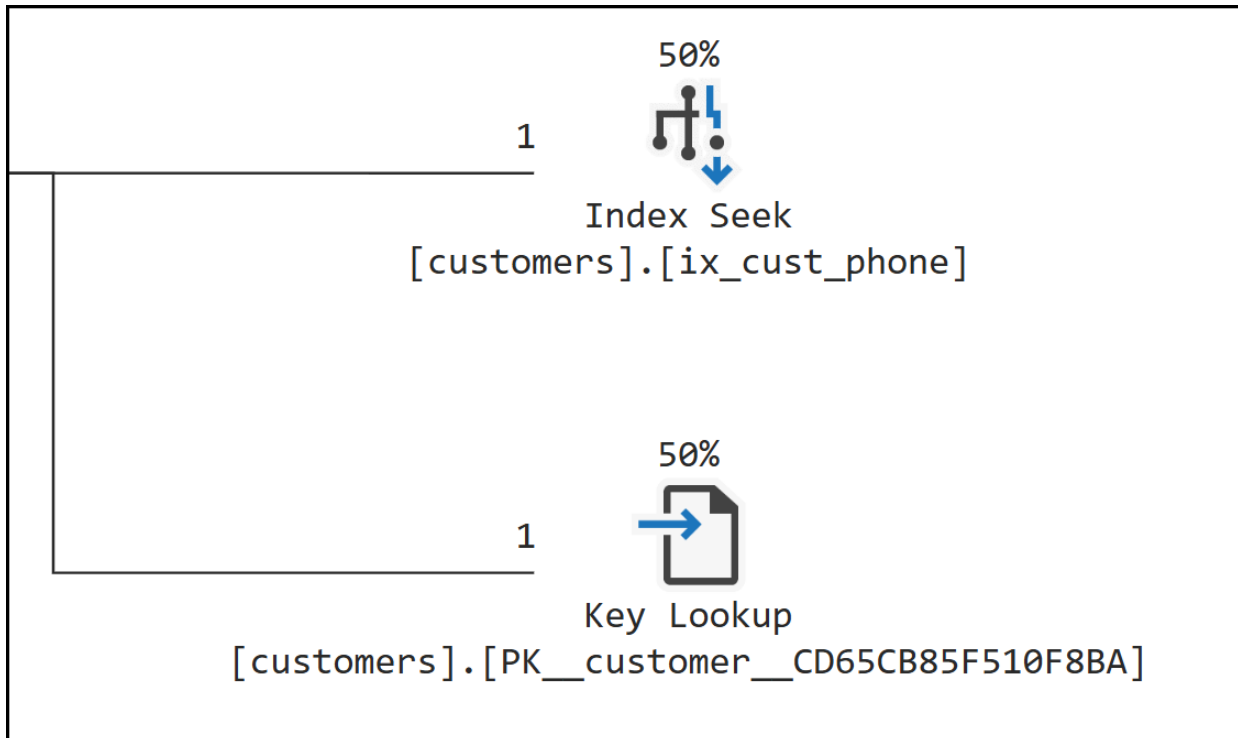 50%
1
Index Seek
[customers].[ix_cust_phone]
50%
1
Key Lookup
[customers].[PK__customer__CD65CB85F510F8BA]